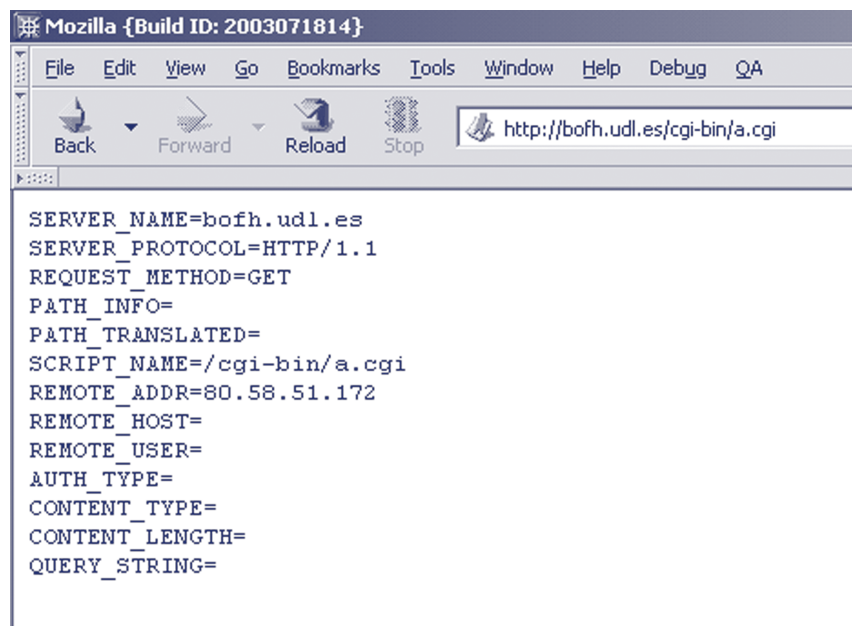 Mozilla {Build ID: 2003071814}
File Edit View Go Bookmarks Tools Window Help Debug QA
Back Forward Reload Stop http://bofh.udl.es/cgi-bin/a.cgi
SERVER_NAME=bofh.udl.es
SERVER_PROTOCOL=HTTP/1.1
REQUEST_METHOD=GET
PATH_INFO=
PATH_TRANSLATED=
SCRIPT_NAME=/cgi-bin/a.cgi
REMOTE_ADDR=80.58.51.172
REMOTE_HOST=
REMOTE_USER=
AUTH_TYPE=
CONTENT_TYPE=
CONTENT_LENGTH=
QUERY_STRING=